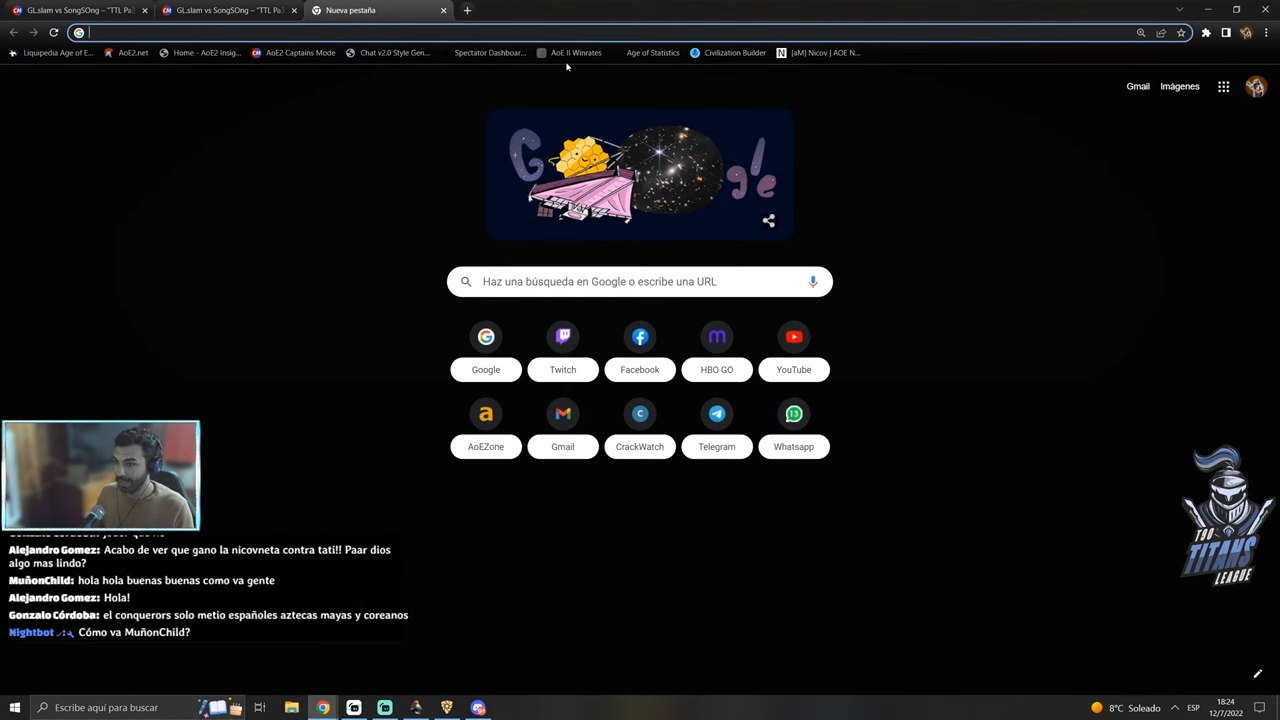 GL.slam vs SongSOng – "TTL Pa
GL.slam vs SongSOng – "TTL Pa
Nueva pestaña
Liquipedia Age of E...
AoE2.net
Home - AoE2 Insig...
AoE2 Captains Mode
Chat v2.0 Style Gen...
Spectator Dashboar...
AoE II Winrates
Age of Statistics
Civilization Builder
[aM] Nicov | AOE N...
Gmail
Imágenes
G
gle
Haz una búsqueda en Google o escribe una URL
Google
Twitch
Facebook
HBO GO
YouTube
13
AoEZone
Gmail
CrackWatch
Telegram
Whatsapp
Alejandro Gomez: Acabo de ver que gano la nicovneta contra tati!! Paar dios
algo mas lindo?
MuñonChild: hola hola buenas buenas como va gente
Alejandro Gomez: Hola!
Gonzalo Córdoba: el conquerors solo metio españoles aztecas mayas y coreanos
Nightbot: Cómo va MuñonChild?
T90
TITANS
LEAGUE
Escribe aquí para buscar
8°C Soleado
ESP
18:24
12/7/2022